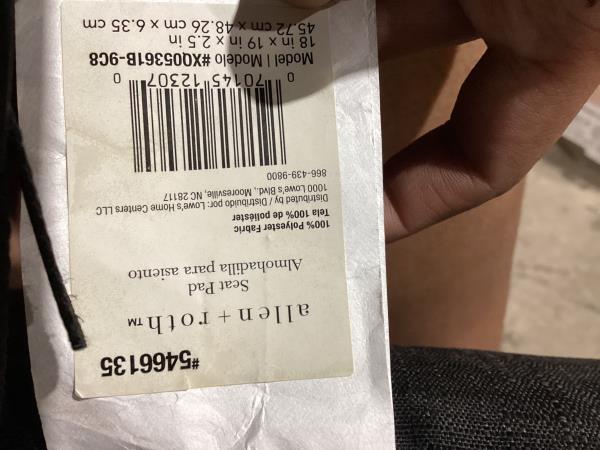 #5466135
allen + roth™
Seat Pad
Almohadilla para asiento
100% Polyester Fabric
Tela 100% de poliéster
Distributed by / Distribuido por: Lowe's Home Centers LLC
1000 Lowe's Blvd., Mooresville, NC 28117
866-439-9800
0 70145 12307 0
Model | Modelo #XQ05361B-9C8
18 in x 19 in x 2.5 in
45.72 cm x 48.26 cm x 6.35 cm